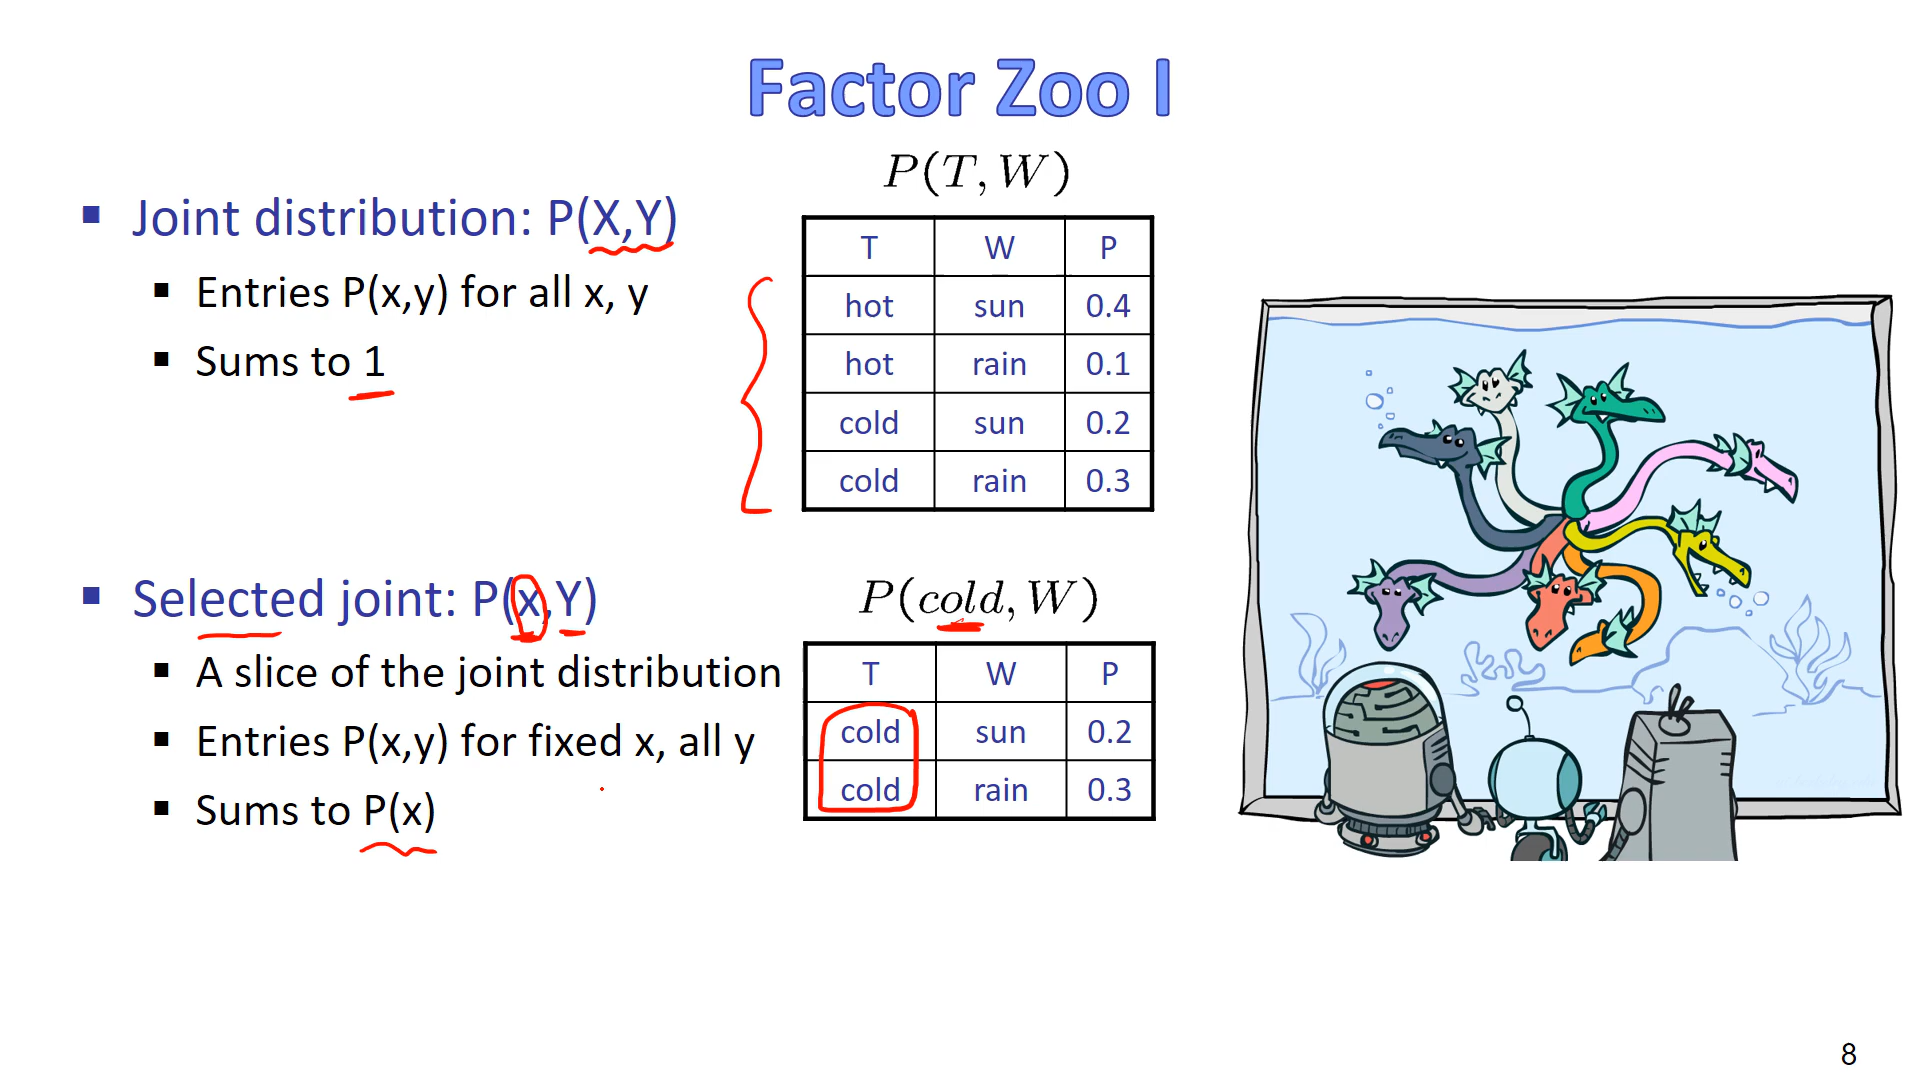 Factor Zoo I
P(T, W)
Joint distribution: P(X,Y)
Entries P(x,y) for all x, y
Sums to 1
T W P
hot sun 0.4
hot rain 0.1
cold sun 0.2
cold rain 0.3
Selected joint: P(x,Y)
A slice of the joint distribution
Entries P(x,y) for fixed x, all y
Sums to P(x)
P(cold, W)
T W P
cold sun 0.2
cold rain 0.3
8